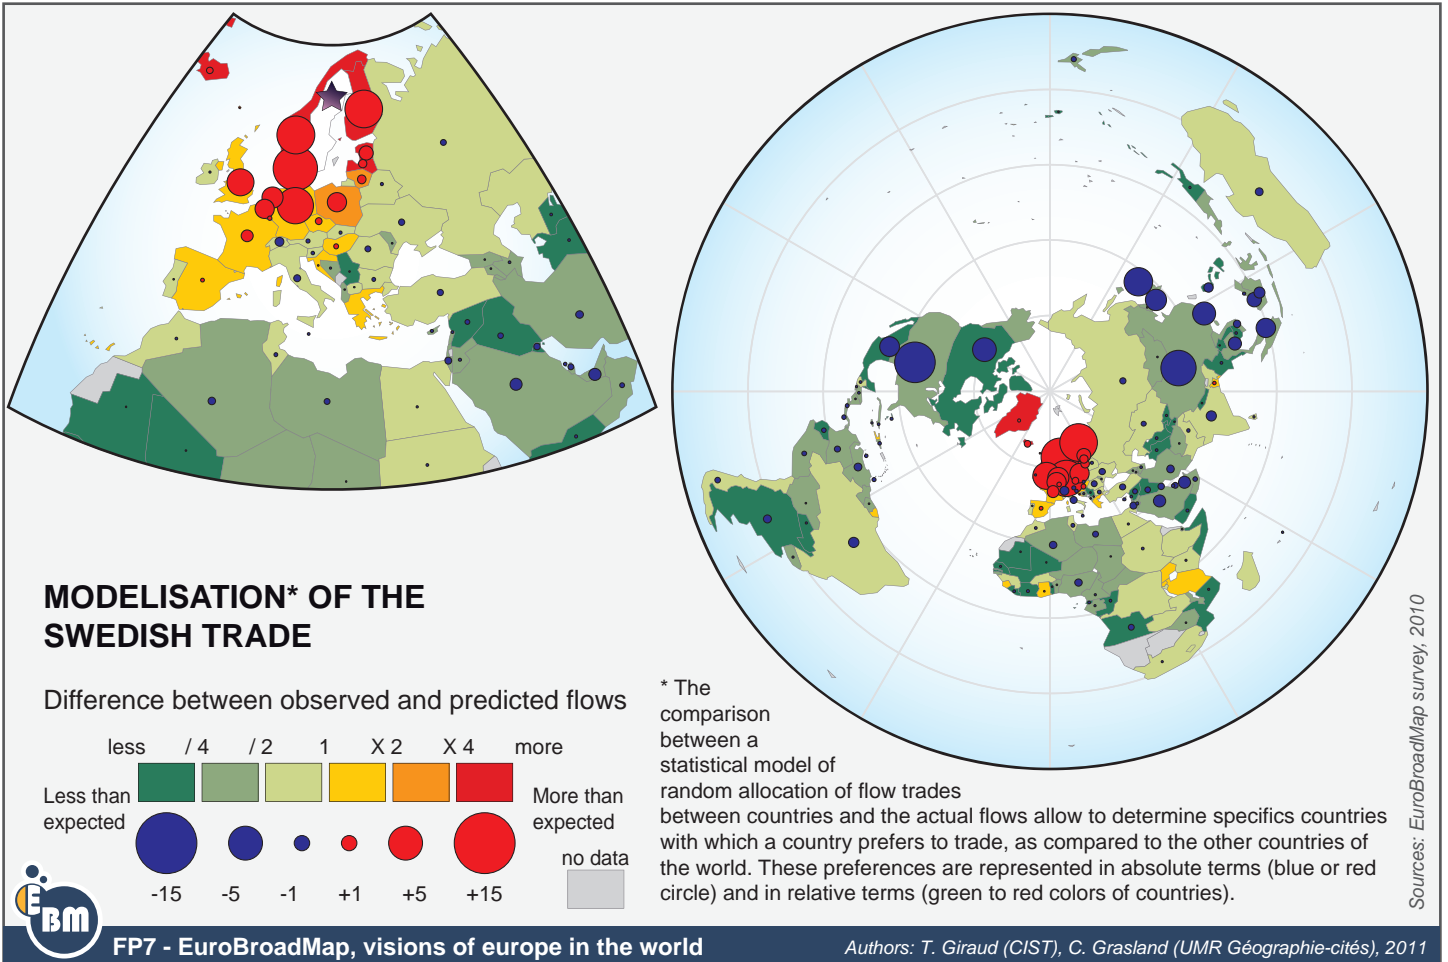 MODELISATION* OF THE
SWEDISH TRADE
Difference between observed and predicted flows
less / 4 / 2 1 X 2 X 4 more
Less than
expected
More than
expected
-15 -5 -1 +1 +5 +15
no data
* The
comparison
between a
statistical model of
random allocation of flow trades
between countries and the actual flows allow to determine specifics countries
with which a country prefers to trade, as compared to the other countries of
the world. These preferences are represented in absolute terms (blue or red
circle) and in relative terms (green to red colors of countries).
Sources: EuroBroadMap survey, 2010
EBM
FP7 - EuroBroadMap, visions of europe in the world
Authors: T. Giraud (CIST), C. Grasland (UMR Géographie-cités), 2011